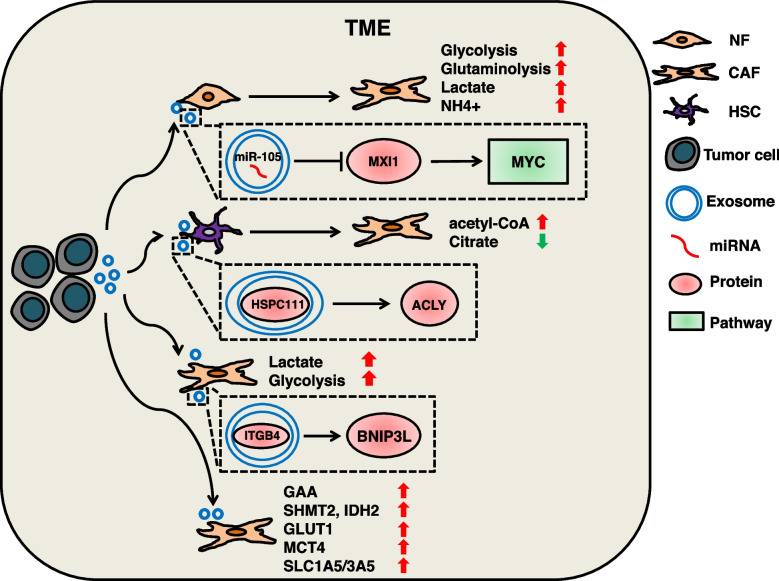 TME
Glycolysis
Glutaminolysis
Lactate
NH4+
miR-105
MXI1
MYC
acetyl-CoA
Citrate
HSPC111
ACLY
Lactate
Glycolysis
ITGB4
BNIP3L
GAA
SHMT2, IDH2
GLUT1
MCT4
SLC1A5/3A5
NF
CAF
HSC
Tumor cell
Exosome
miRNA
Protein
Pathway